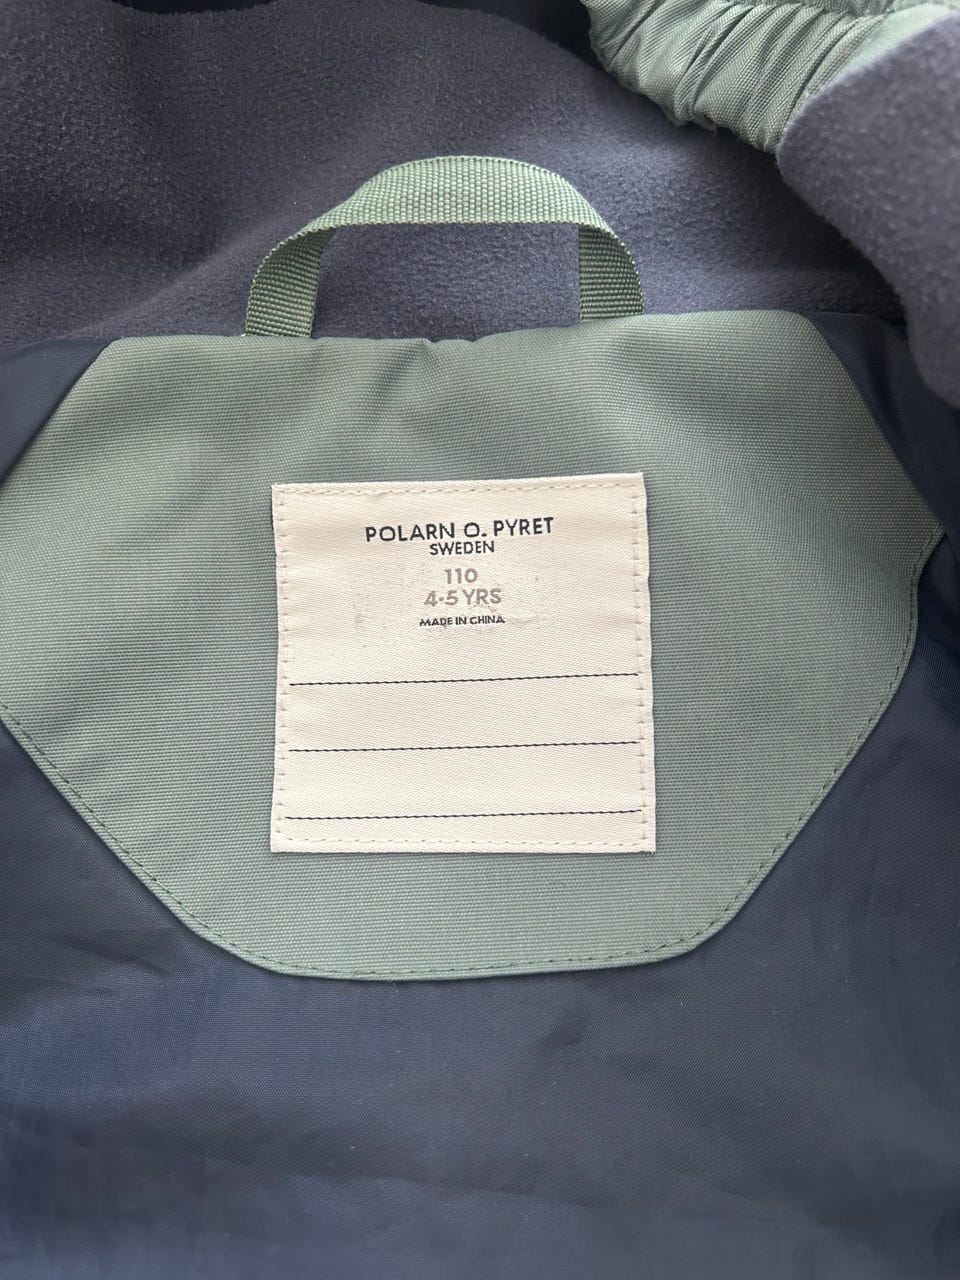 POLARN O. PYRET
SWEDEN
110
4-5 YRS
MADE IN CHINA